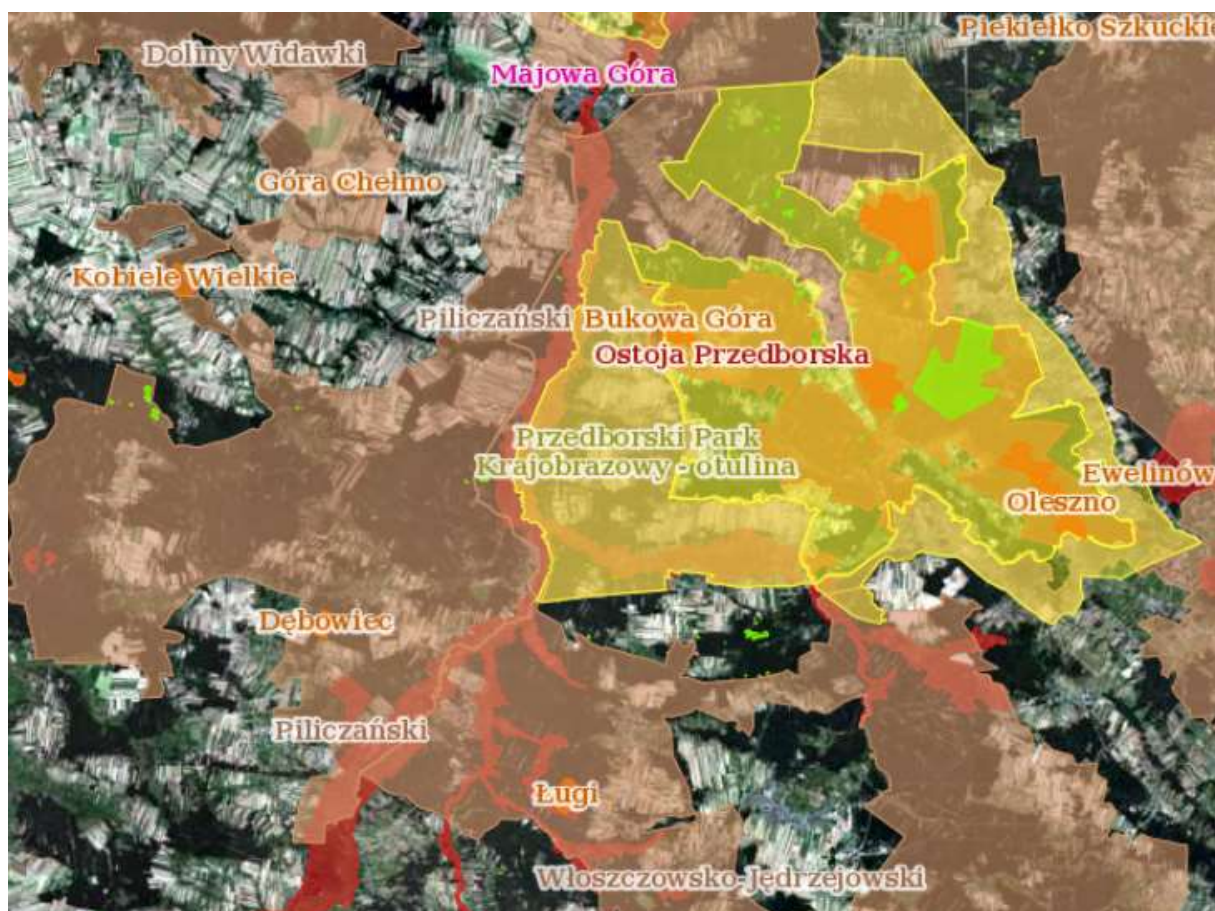 Piekiełko Szkuckie
Doliny Widawki
Majowa Góra
Góra Chełmo
Kobiele Wielkie
Piliczański
Bukowa Góra
Ostoja Przedborska
Przedborski Park
Krajobrazowy - otulina
Ewelinów
Oleszno
Dębowiec
Piliczański
Ługi
Włoszczowsko-Jędrzejowski